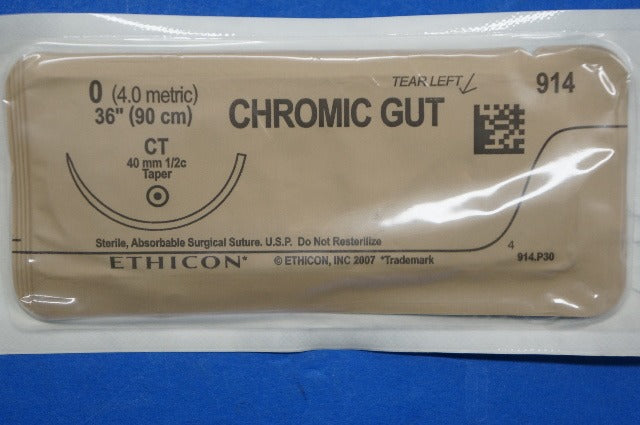 TEAR LEFT
914
0 (4.0 metric)
36" (90 cm)
CHROMIC GUT
CT
40 mm 1/2c
Taper
Sterile, Absorbable Surgical Suture. U.S.P. Do Not Resterilize
4
914.P30
ETHICON* © ETHICON, INC 2007 *Trademark